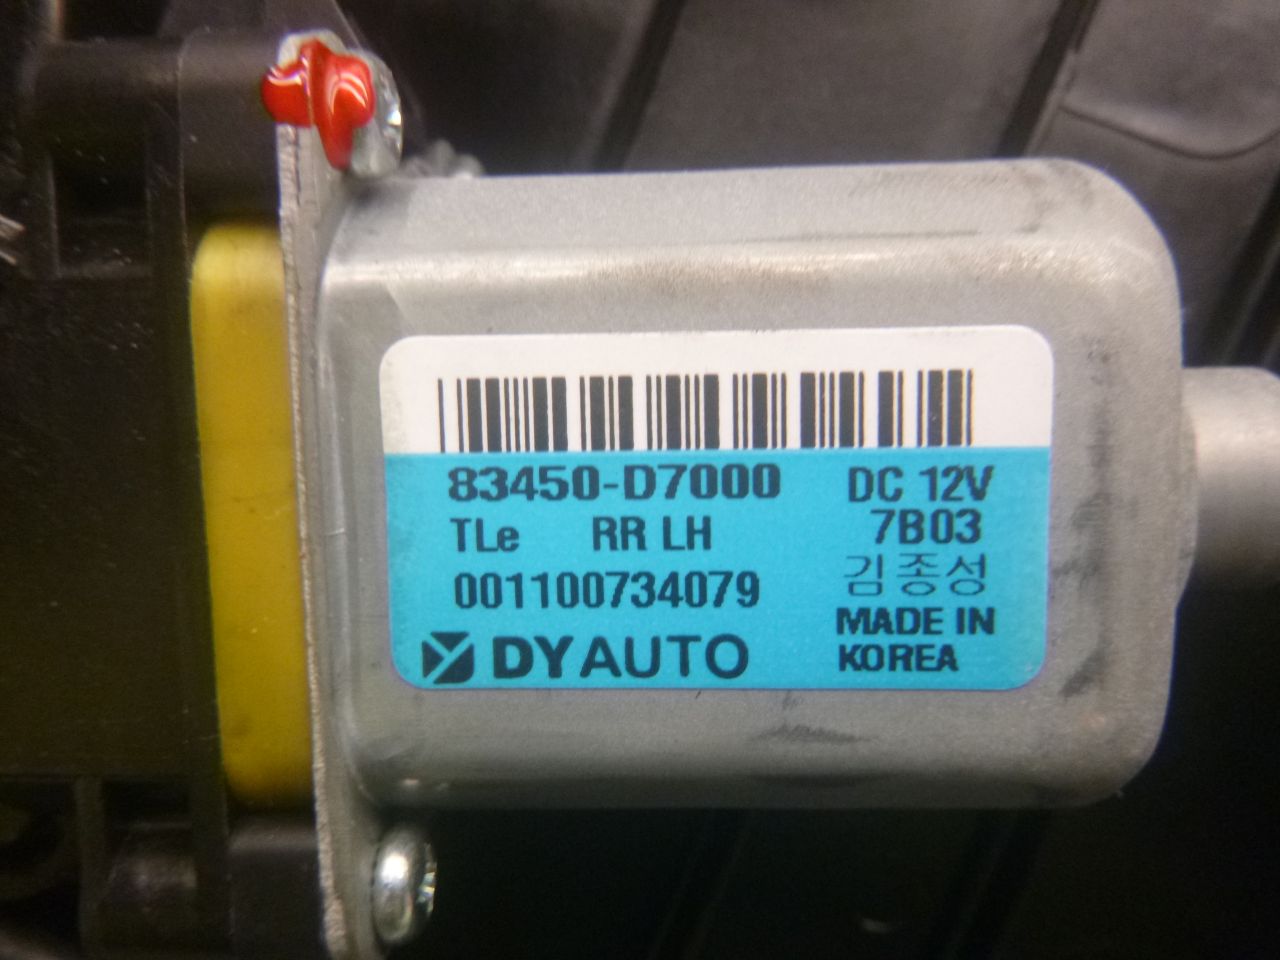 83450-D7000 DC 12V
TLe RR LH 7B03
001100734079 김종성
DYAUTO MADE IN
KOREA